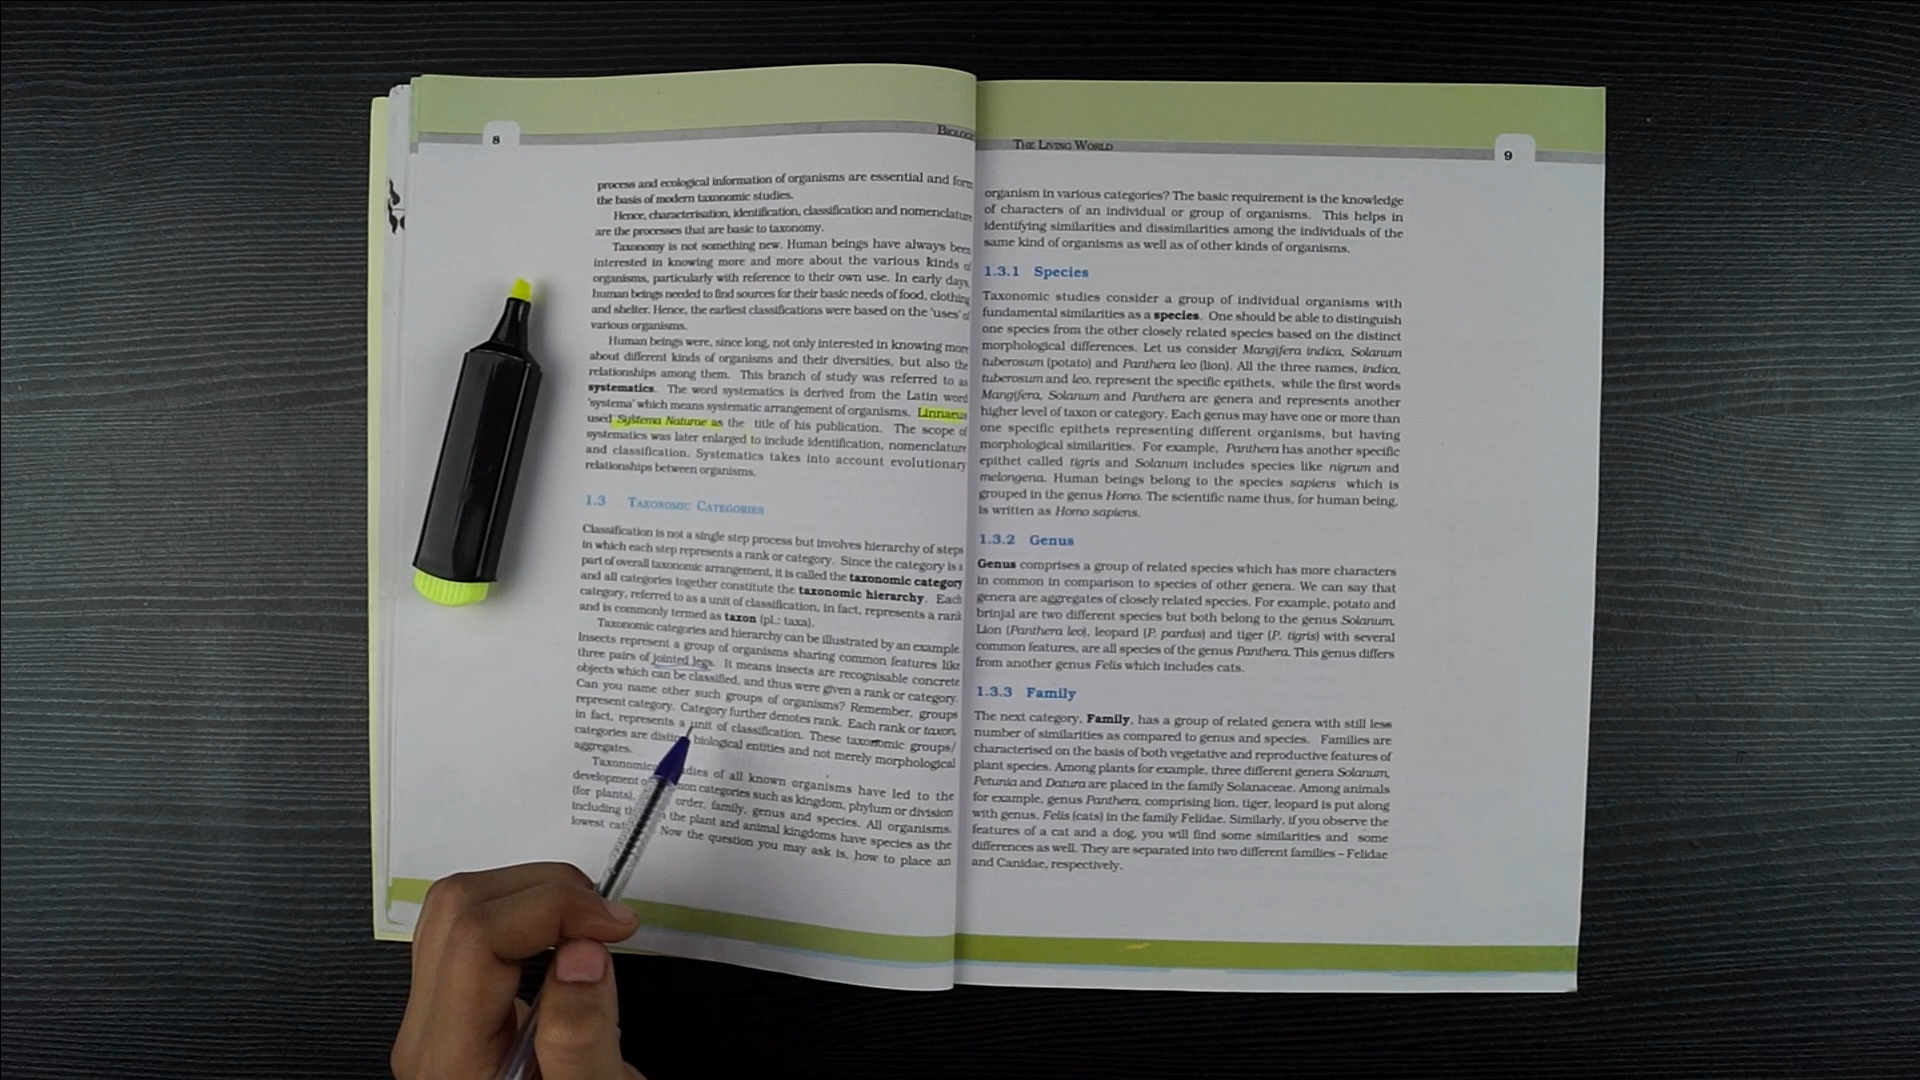 8
BIOLOGY
process and ecological information of organisms are essential and form
the basis of modern taxonomic studies.
Hence, characterisation, identification, classification and nomenclature
are the processes that are basic to taxonomy.
Taxonomy is not something new. Human beings have always been
interested in knowing more and more about the various kinds of
organisms, particularly with reference to their own use. In early days,
human beings needed to find sources for their basic needs of food, clothing
and shelter. Hence, the earliest classifications were based on the 'uses' of
various organisms.
Human beings were, since long, not only interested in knowing more
about different kinds of organisms and their diversities, but also the
relationships among them. This branch of study was referred to as
systematics. The word systematics is derived from the Latin word
'systema' which means systematic arrangement of organisms. Linnaeus
used Systema Naturae as the title of his publication. The scope of
systematics was later enlarged to include identification, nomenclature
and classification. Systematics takes into account evolutionary
relationships between organisms.
1.3 TAXONOMIC CATEGORIES
Classification is not a single step process but involves hierarchy of steps
in which each step represents a rank or category. Since the category is a
part of overall taxonomic arrangement, it is called the taxonomic category
and all categories together constitute the taxonomic hierarchy. Each
category, referred to as a unit of classification, in fact, represents a rank
and is commonly termed as taxon (pl.: taxa).
Taxonomic categories and hierarchy can be illustrated by an example.
Insects represent a group of organisms sharing common features like
three pairs of jointed legs. It means insects are recognisable concrete
objects which can be classified, and thus were given a rank or category.
Can you name other such groups of organisms? Remember, groups
represent category. Category further denotes rank. Each rank or taxon,
in fact, represents a unit of classification. These taxonomic groups/
categories are distinct biological entities and not merely morphological
aggregates.
Taxonomic studies of all known organisms have led to the
development of categories such as kingdom, phylum or division
(for plants), order, family, genus and species. All organisms,
including the plant and animal kingdoms have species as the
lowest Now the question you may ask is, how to place an
THE LIVING WORLD
9
organism in various categories? The basic requirement is the knowledge
of characters of an individual or group of organisms. This helps in
identifying similarities and dissimilarities among the individuals of the
same kind of organisms as well as of other kinds of organisms.
1.3.1 Species
Taxonomic studies consider a group of individual organisms with
fundamental similarities as a species. One should be able to distinguish
one species from the other closely related species based on the distinct
morphological differences. Let us consider Mangifera indica, Solanum
tuberosum (potato) and Panthera leo (lion). All the three names, indica,
tuberosum and leo, represent the specific epithets, while the first words
Mangifera, Solanum and Panthera are genera and represents another
higher level of taxon or category. Each genus may have one or more than
one specific epithets representing different organisms, but having
morphological similarities. For example, Panthera has another specific
epithet called tigris and Solanum includes species like nigrum and
melongena. Human beings belong to the species sapiens which is
grouped in the genus Homo. The scientific name thus, for human being,
is written as Homo sapiens.
1.3.2 Genus
Genus comprises a group of related species which has more characters
in common in comparison to species of other genera. We can say that
genera are aggregates of closely related species. For example, potato and
brinjal are two different species but both belong to the genus Solanum.
Lion (Panthera leo), leopard (P. pardus) and tiger (P. tigris) with several
common features, are all species of the genus Panthera. This genus differs
from another genus Felis which includes cats.
1.3.3 Family
The next category, Family, has a group of related genera with still less
number of similarities as compared to genus and species. Families are
characterised on the basis of both vegetative and reproductive features of
plant species. Among plants for example, three different genera Solanum,
Petunia and Datura are placed in the family Solanaceae. Among animals
for example, genus Panthera, comprising lion, tiger, leopard is put along
with genus, Felis (cats) in the family Felidae. Similarly, if you observe the
features of a cat and a dog, you will find some similarities and some
differences as well. They are separated into two different families – Felidae
and Canidae, respectively.